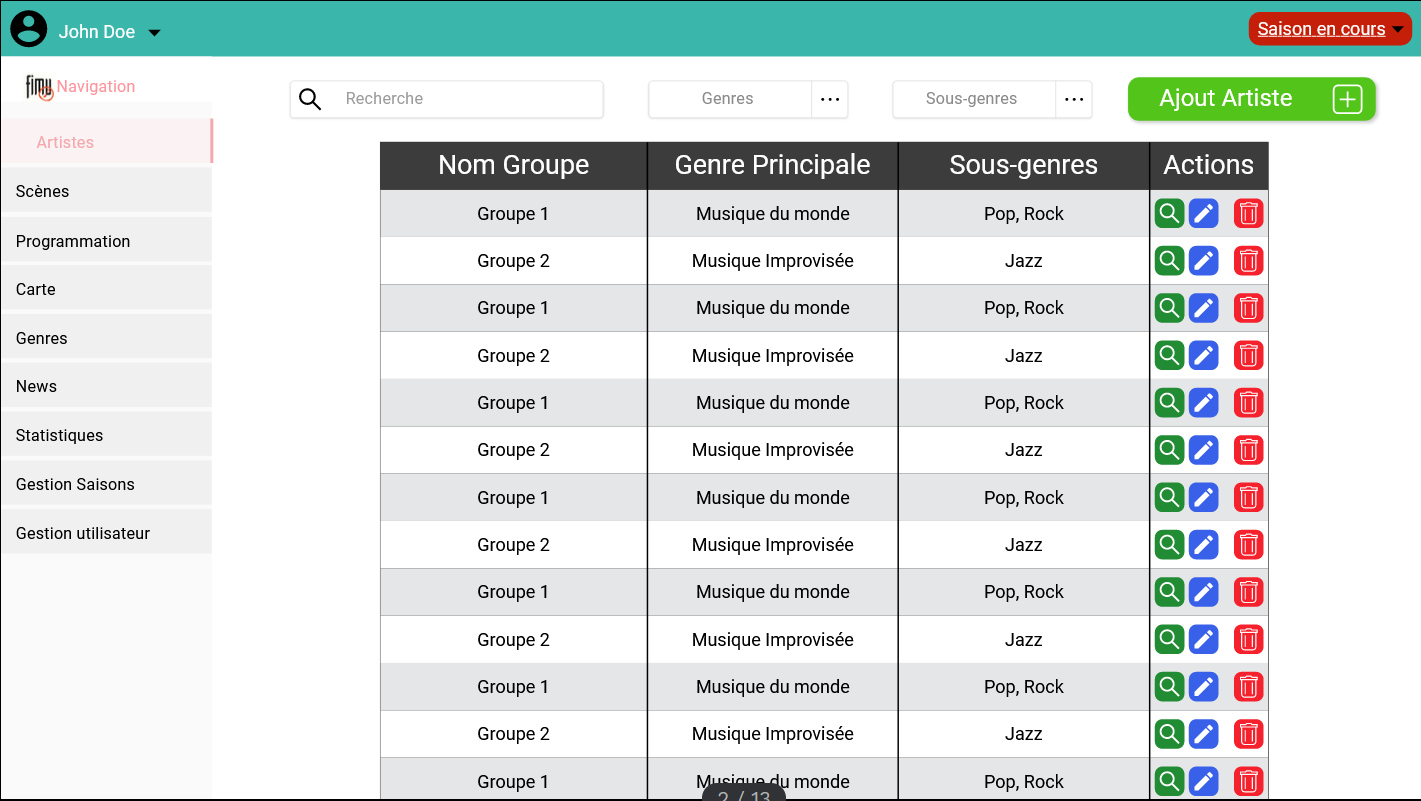 John Doe
Saison en cours
fimu Navigation
Recherche
Genres
Sous-genres
Ajout Artiste
Artistes
Scènes
Programmation
Carte
Genres
News
Statistiques
Gestion Saisons
Gestion utilisateur
Nom Groupe Genre Principale Sous-genres Actions
Groupe 1 Musique du monde Pop, Rock
Groupe 2 Musique Improvisée Jazz
Groupe 1 Musique du monde Pop, Rock
Groupe 2 Musique Improvisée Jazz
Groupe 1 Musique du monde Pop, Rock
Groupe 2 Musique Improvisée Jazz
Groupe 1 Musique du monde Pop, Rock
Groupe 2 Musique Improvisée Jazz
Groupe 1 Musique du monde Pop, Rock
Groupe 2 Musique Improvisée Jazz
Groupe 1 Musique du monde Pop, Rock
Groupe 2 Musique Improvisée Jazz
Groupe 1 Musique du monde Pop, Rock
2 / 13